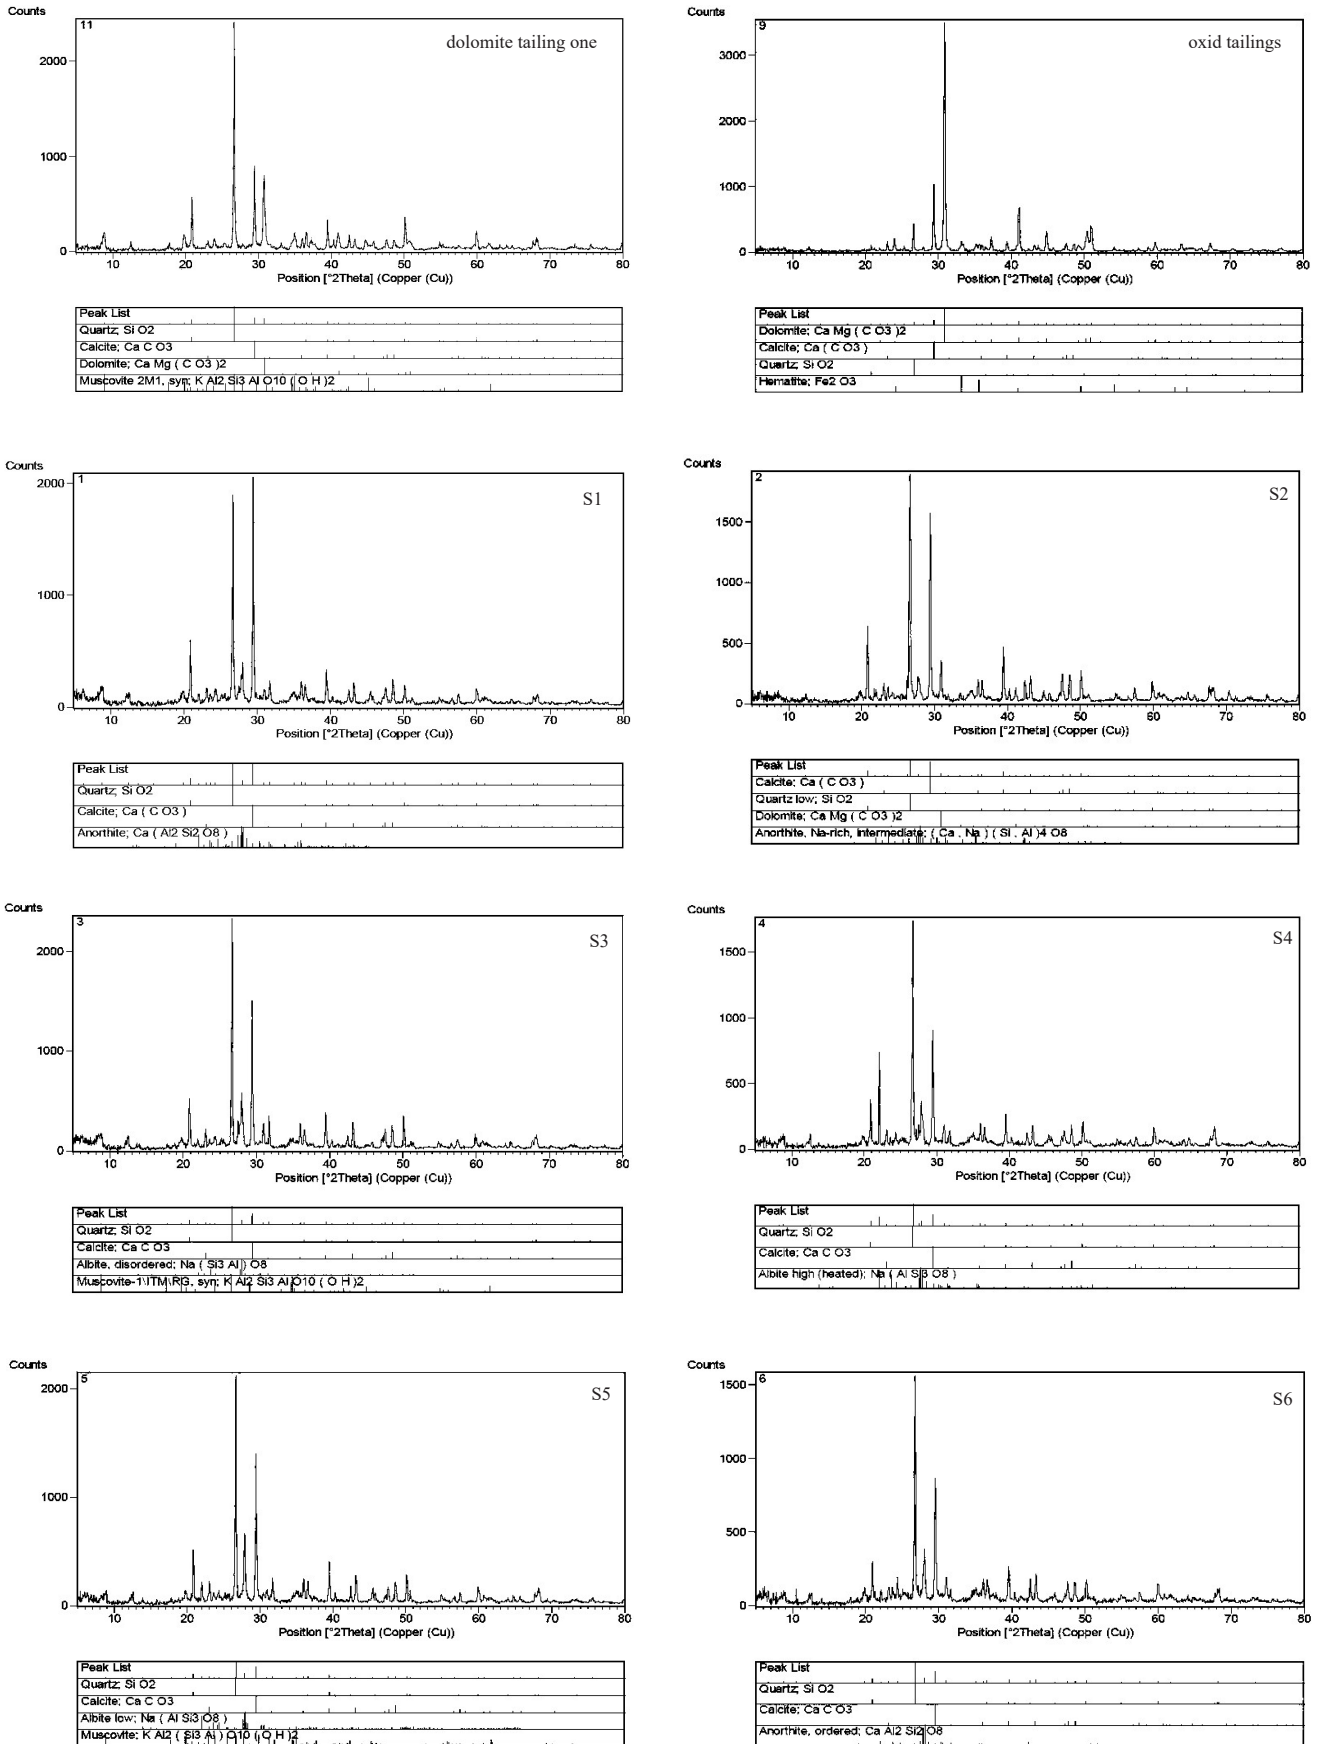 Counts
11
dolomite tailing one
2000
1000
0
10 20 30 40 50 60 70 80
Position [°2Theta] (Copper (Cu))
Peak List
Quartz; Si O2
Calcite; Ca C O3
Dolomite; Ca Mg ( C O3 )2
Muscovite 2M1, syn; K Al2 Si3 Al O10 ( O H )2
Counts
9
oxid tailings
3000
2000
1000
0
10 20 30 40 50 60 70 80
Position [°2Theta] (Copper (Cu))
Peak List
Dolomite; Ca Mg ( C O3 )2
Calcite; Ca ( C O3 )
Quartz; Si O2
Hematite; Fe2 O3
Counts
1
S1
2000
1000
0
10 20 30 40 50 60 70 80
Position [°2Theta] (Copper (Cu))
Peak List
Quartz; Si O2
Calcite; Ca ( C O3 )
Anorthite; Ca ( Al2 Si2 O8 )
Counts
2
S2
1500
1000
500
0
10 20 30 40 50 60 70 80
Position [°2Theta] (Copper (Cu))
Peak List
Calcite; Ca ( C O3 )
Quartz low; Si O2
Dolomite; Ca Mg ( C O3 )2
Anorthite, Na-rich, intermediate; ( Ca , Na ) ( Si , Al )4 O8
Counts
3
S3
2000
1000
0
10 20 30 40 50 60 70 80
Position [°2Theta] (Copper (Cu))
Peak List
Quartz; Si O2
Calcite; Ca C O3
Albite, disordered; Na ( Si3 Al ) O8
Muscovite-1\ITM\RG, syn; K Al2 Si3 Al O10 ( O H )2
Counts
4
S4
1500
1000
500
0
10 20 30 40 50 60 70 80
Position [°2Theta] (Copper (Cu))
Peak List
Quartz; Si O2
Calcite; Ca C O3
Albite high (heated); Na ( Al Si3 O8 )
Counts
5
S5
2000
1000
0
10 20 30 40 50 60 70 80
Position [°2Theta] (Copper (Cu))
Peak List
Quartz; Si O2
Calcite; Ca C O3
Albite low; Na ( Al Si3 O8 )
Muscovite; K Al2 ( Si3 Al ) O10 ( O H )2
Counts
6
S6
1500
1000
500
0
10 20 30 40 50 60 70 80
Position [°2Theta] (Copper (Cu))
Peak List
Quartz; Si O2
Calcite; Ca C O3
Anorthite, ordered; Ca Al2 Si2 O8